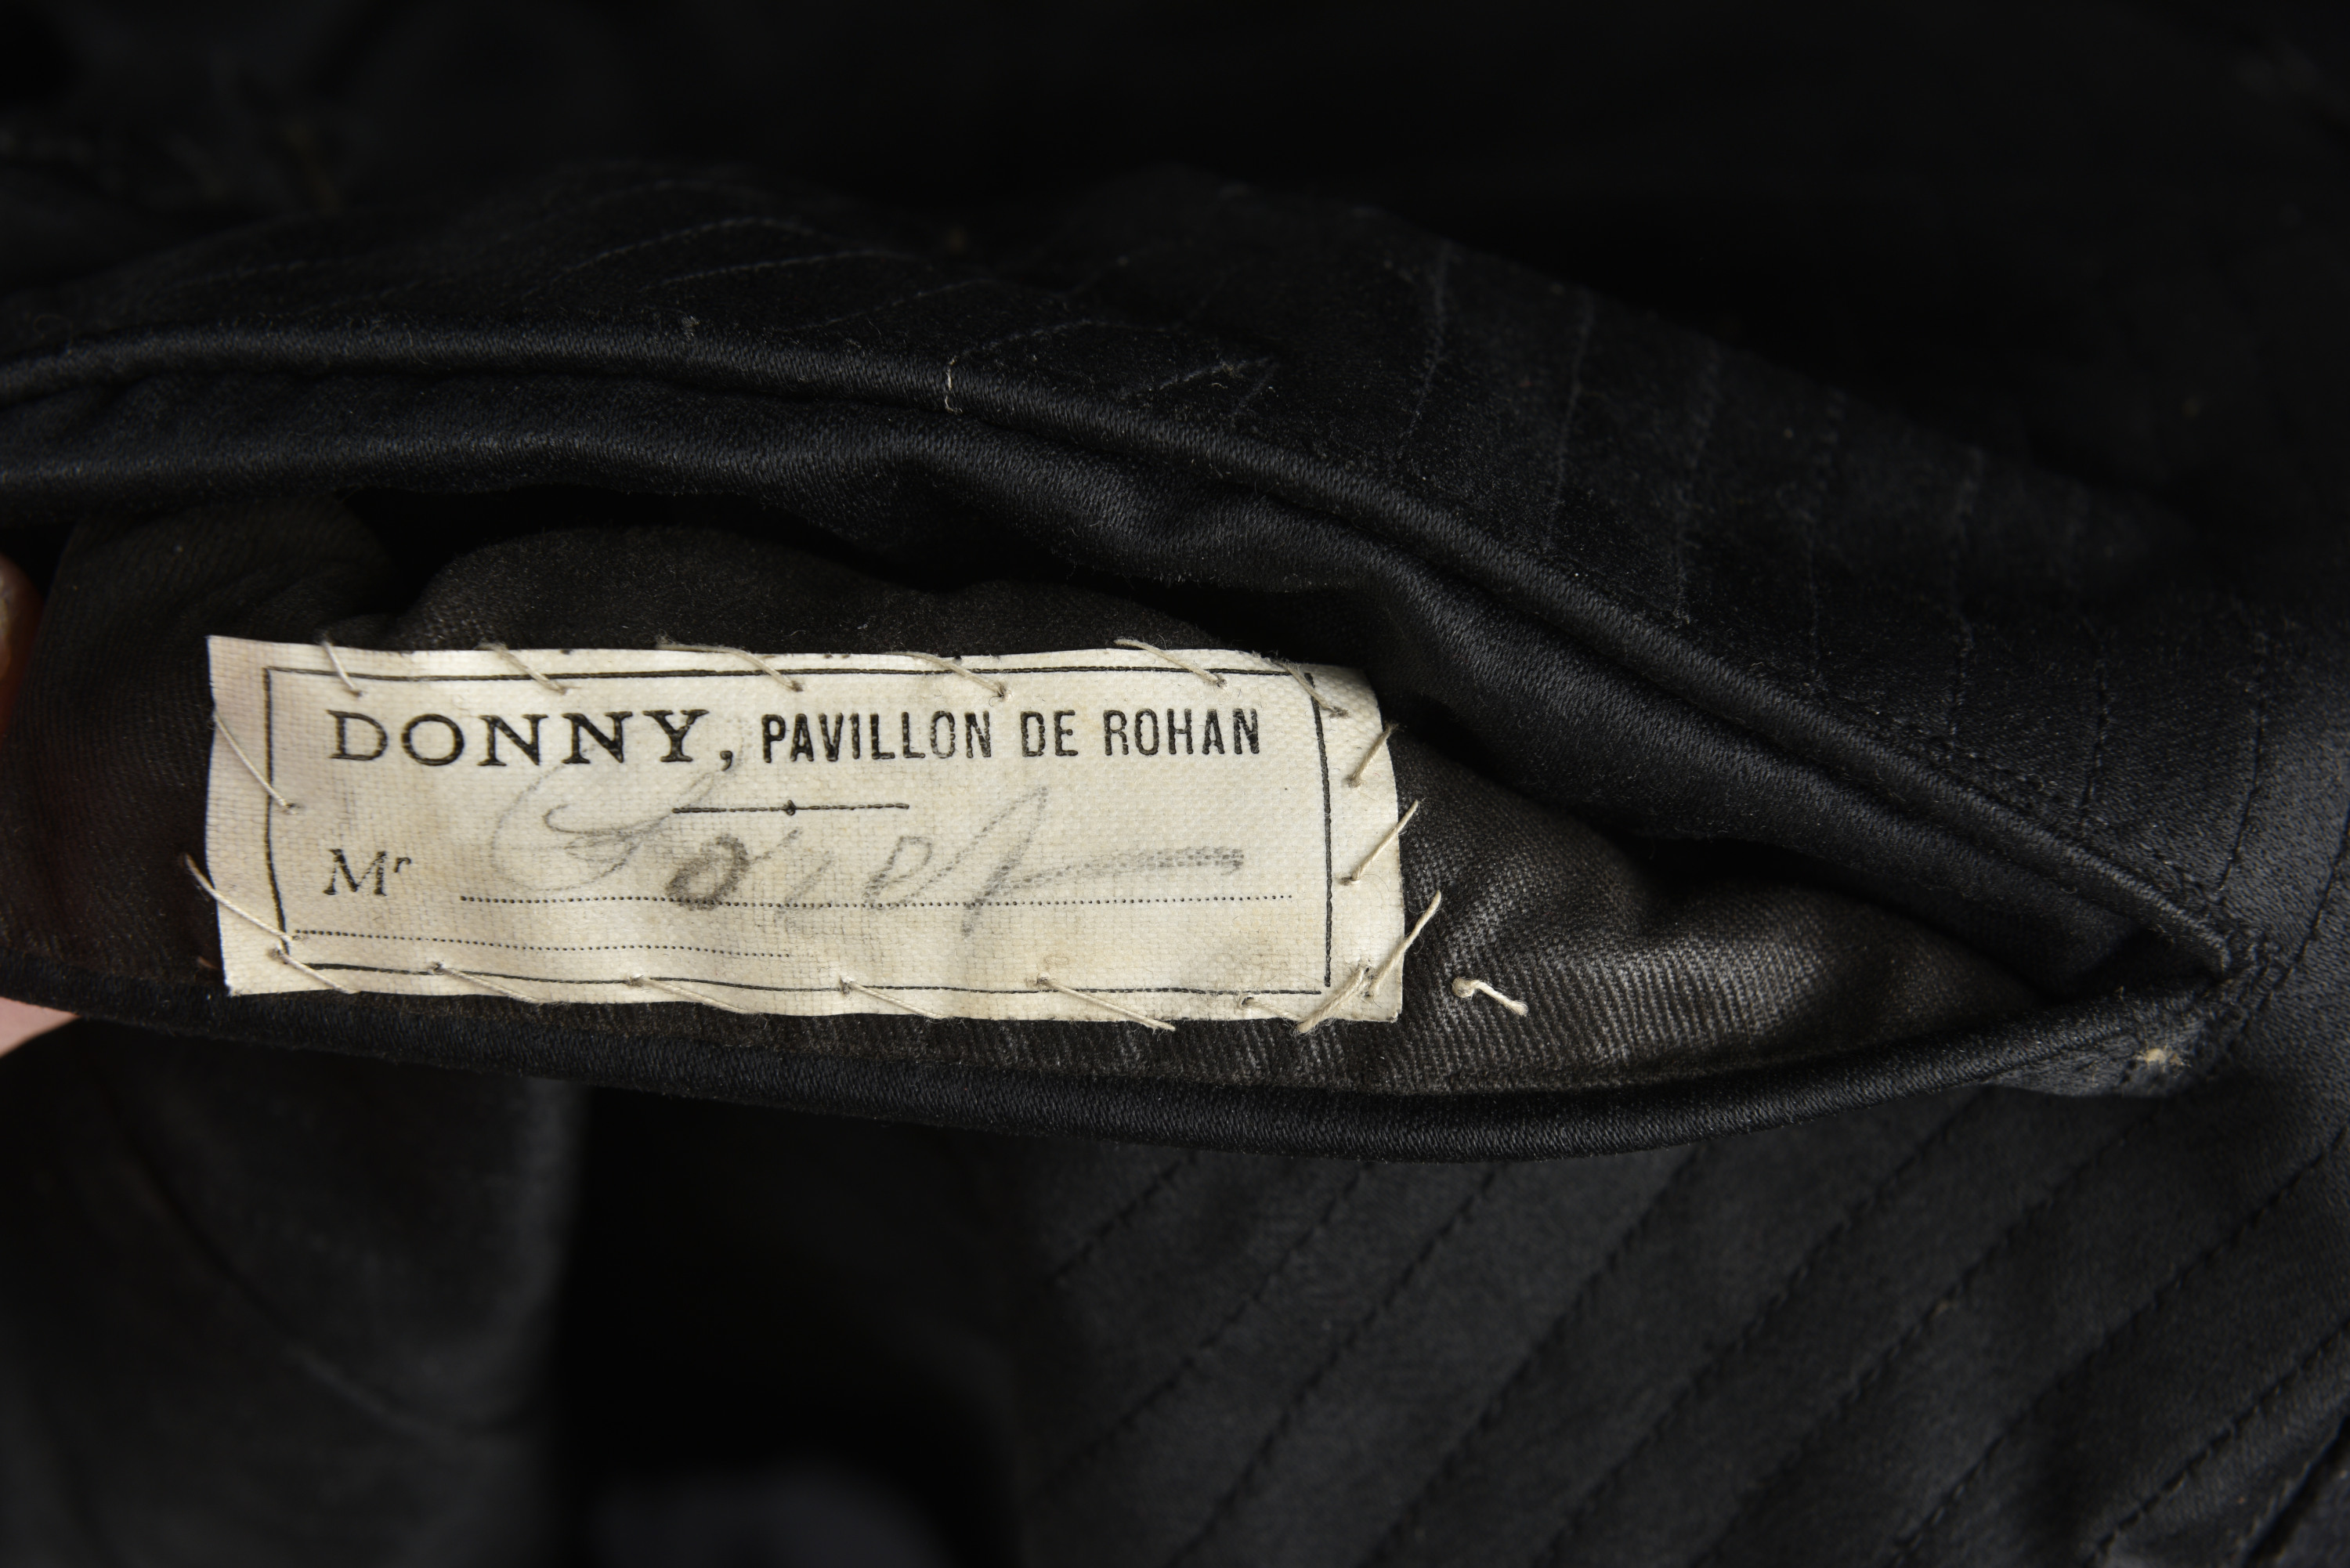 DONNY, PAVILLON DE ROHAN
Mr